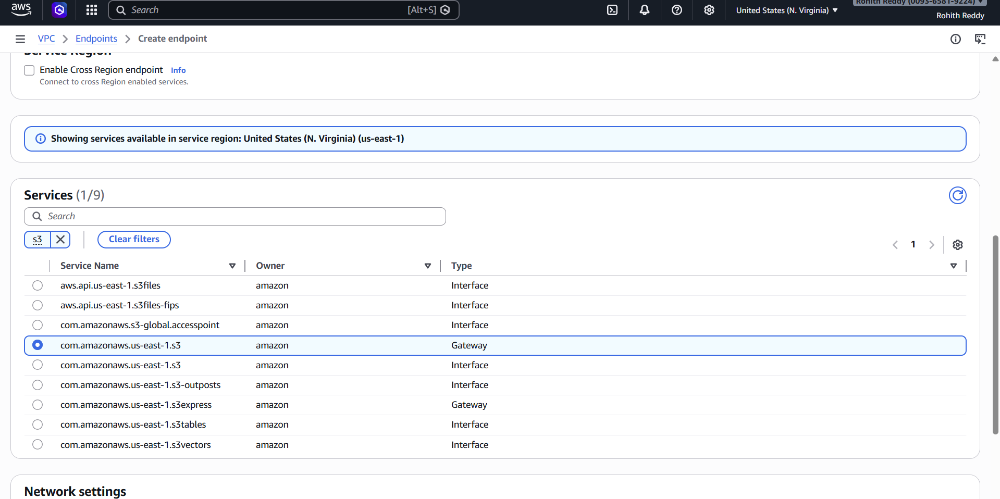 aws
Search [Alt+S]
United States (N. Virginia) ▼
Rohith Reddy (0093-6581-9224) ▼
Rohith Reddy
VPC > Endpoints > Create endpoint
Service Region
Enable Cross Region endpoint Info
Connect to cross Region enabled services.
Showing services available in service region: United States (N. Virginia) (us-east-1)
Services (1/9)
Search
s3
Clear filters
1
Service Name Owner Type
aws.api.us-east-1.s3files amazon Interface
aws.api.us-east-1.s3files-fips amazon Interface
com.amazonaws.s3-global.accesspoint amazon Interface
com.amazonaws.us-east-1.s3 amazon Gateway
com.amazonaws.us-east-1.s3 amazon Interface
com.amazonaws.us-east-1.s3-outposts amazon Interface
com.amazonaws.us-east-1.s3express amazon Gateway
com.amazonaws.us-east-1.s3tables amazon Interface
com.amazonaws.us-east-1.s3vectors amazon Interface
Network settings